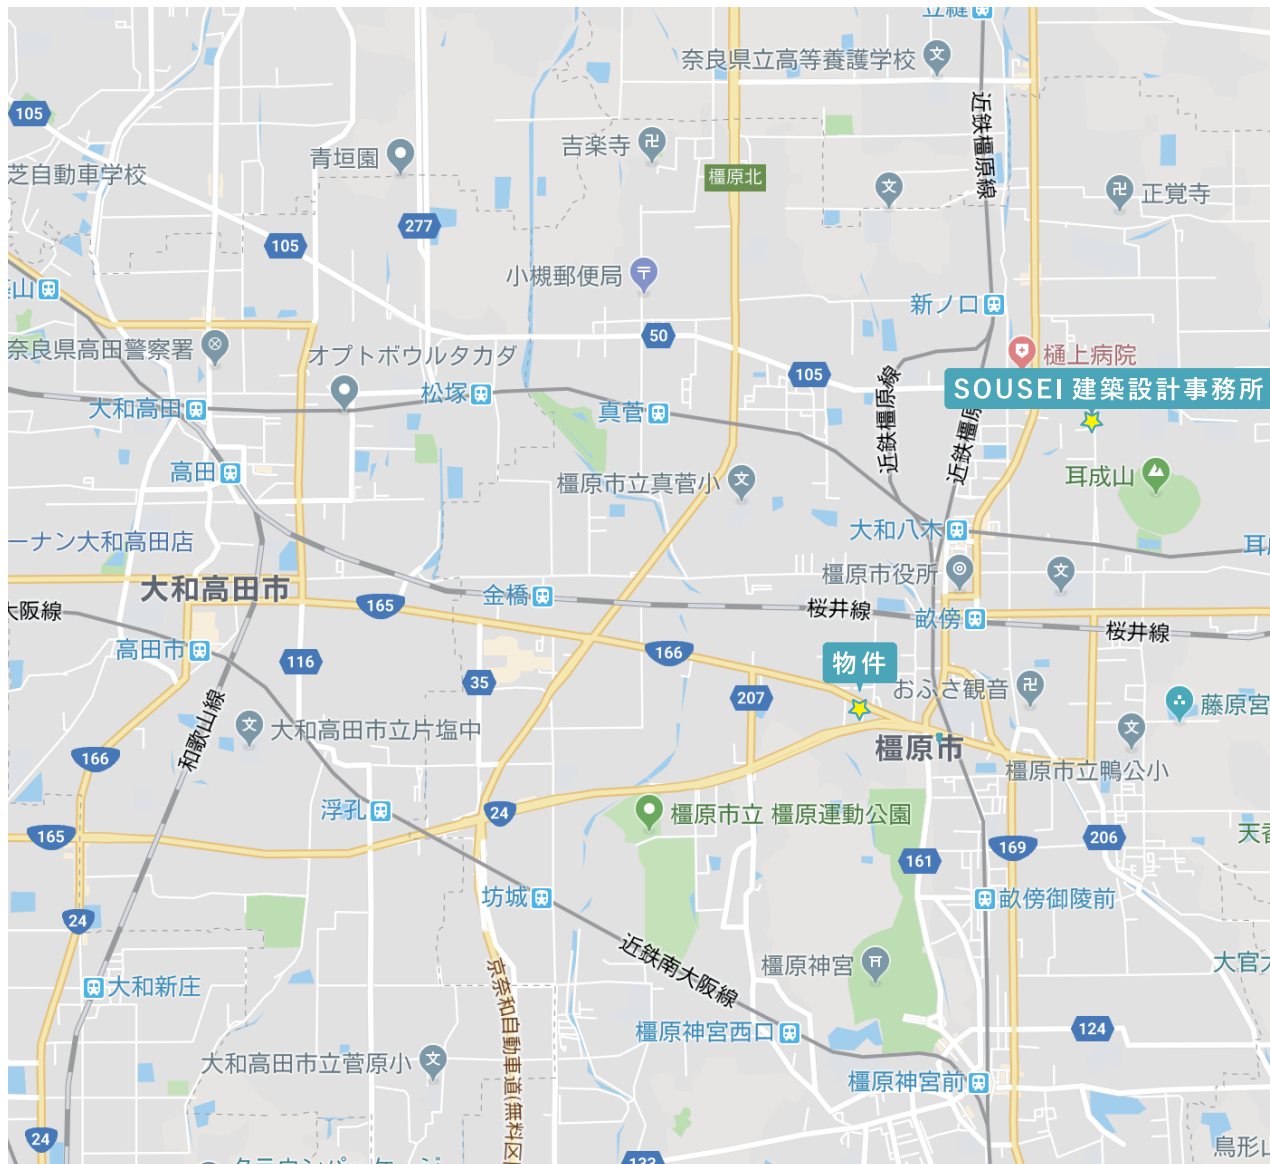 奈良県立高等養護学校
105
近鉄橿原線
青垣園
吉楽寺
橿原北
芝自動車学校
正覚寺
277
105
小槻郵便局
新ノ口
50
奈良県高田警察署
オプトボウルタカダ
樋上病院
105
松塚
SOUSEI 建築設計事務所
大和高田
真菅
近鉄橿原線
高田
橿原市立真菅小
耳成山
大和八木
ーナン大和高田店
橿原市役所
大和高田市
金橋
165
桜井線
大阪線
畝傍
桜井線
高田市
116
166
物件
35
207
おふさ観音
藤原宮
和歌山線
大和高田市立片塩中
橿原市
166
橿原市立鴨公小
浮孔
24
橿原市立 橿原運動公園
165
206
169
161
坊城
畝傍御陵前
24
近鉄南大阪線
橿原神宮
大和新庄
京奈和自動車道(無料区
橿原神宮西口
124
大和高田市立菅原小
橿原神宮前
24